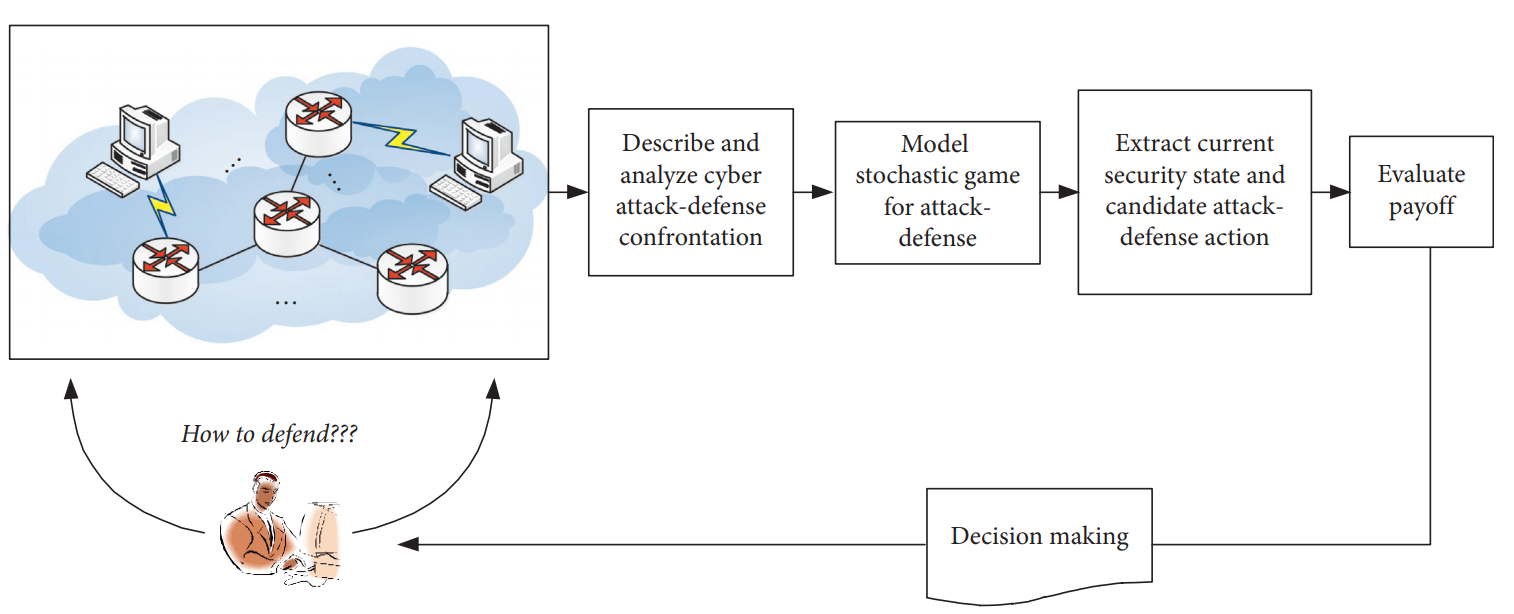 Describe and
analyze cyber
attack-defense
confrontation
Model
stochastic game
for attack-
defense
Extract current
security state and
candidate attack-
defense action
Evaluate
payoff
...
...
...
How to defend???
Decision making